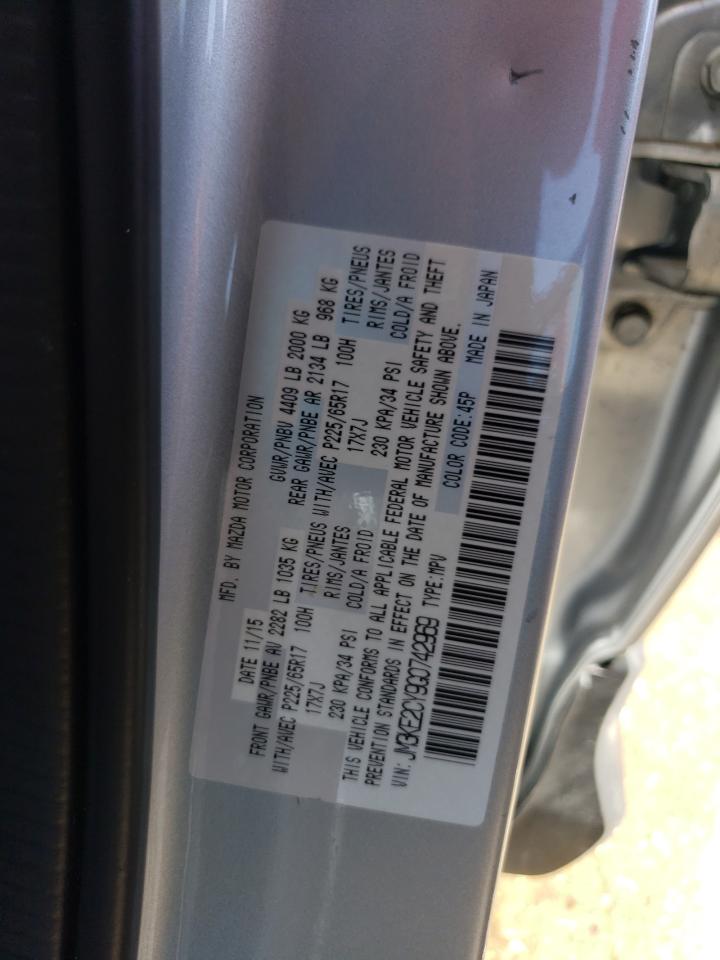 MFD. BY MAZDA MOTOR CORPORATION
DATE 11/15 GVWR/PNBV 4409 LB 2000 KG
FRONT GAWR/PNBE AV 2282 LB 1035 KG REAR GAWR/PNBE AR 2134 LB 968 KG
WITH/AVEC P225/65R17 100H TIRES/PNEUS WITH/AVEC P225/65R17 100H TIRES/PNEUS
17X7J RIMS/JANTES 17X7J RIMS/JANTES
230 KPA/34 PSI COLD/A FROID 230 KPA/34 PSI COLD/A FROID
THIS VEHICLE CONFORMS TO ALL APPLICABLE FEDERAL MOTOR VEHICLE SAFETY AND THEFT
PREVENTION STANDARDS IN EFFECT ON THE DATE OF MANUFACTURE SHOWN ABOVE.
VIN: JM3KE2CY9G0742969 TYPE:MPV COLOR CODE:45P MADE IN JAPAN